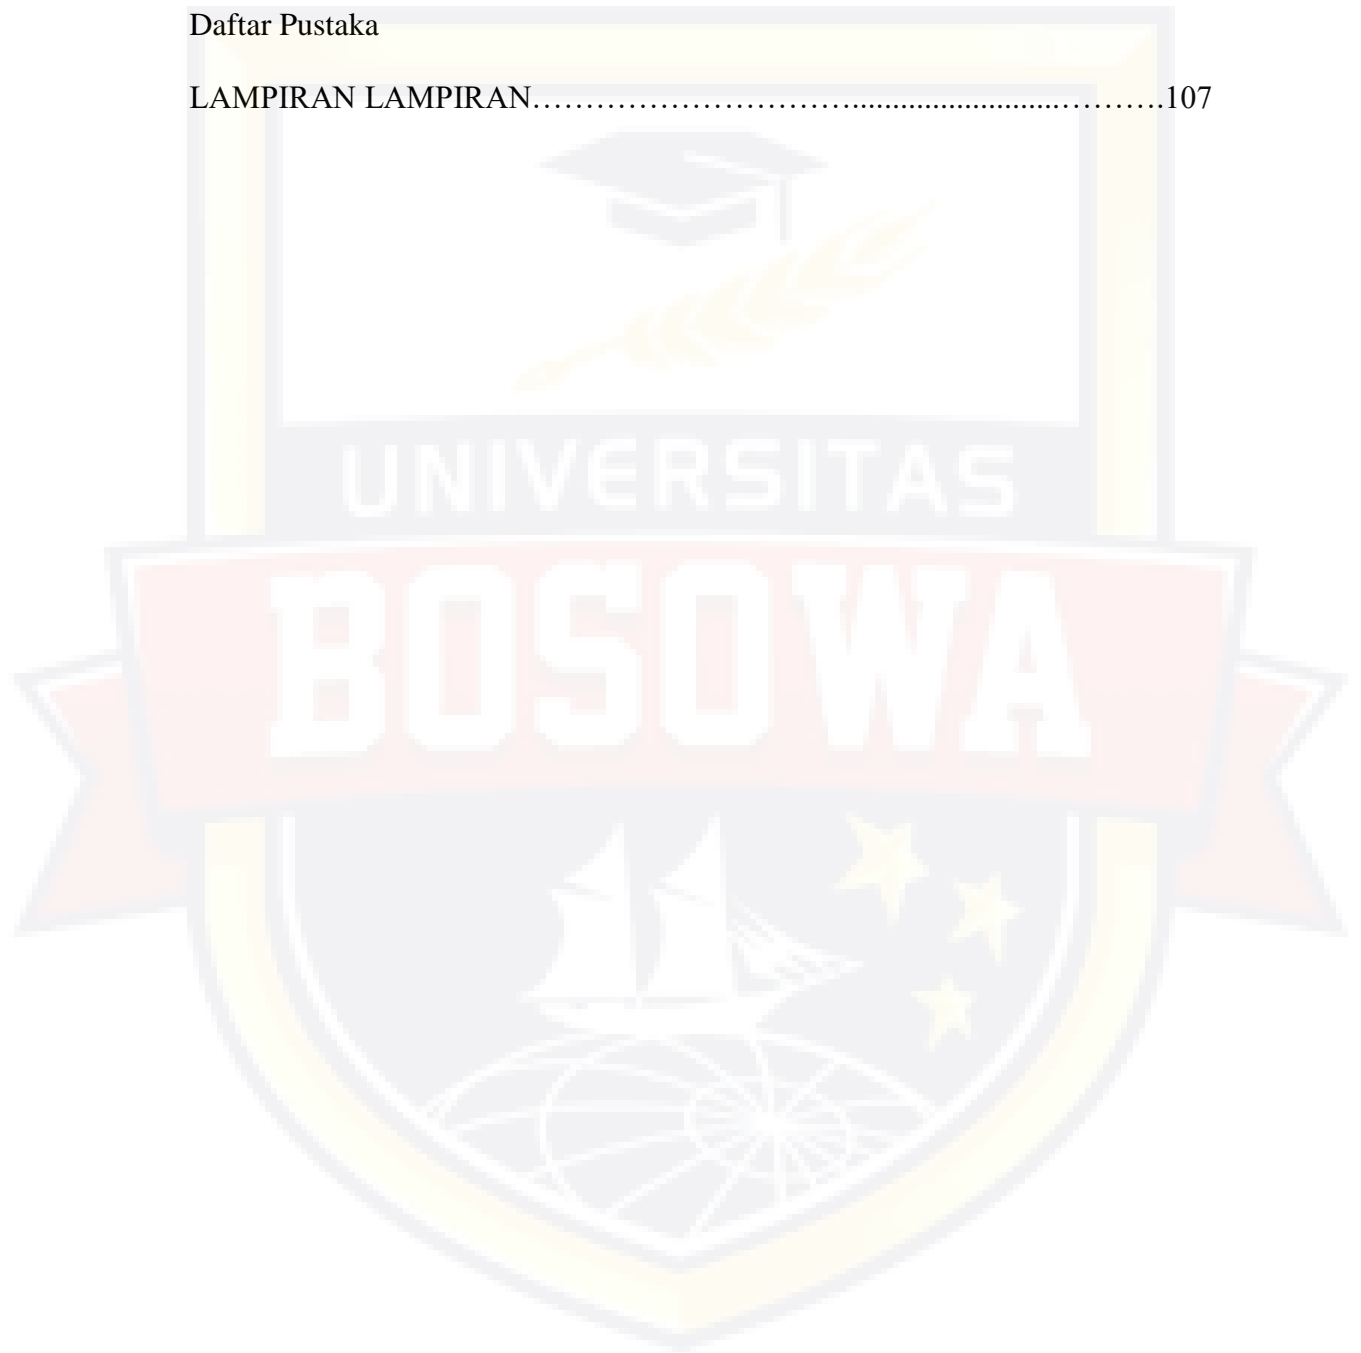 Daftar Pustaka
LAMPIRAN LAMPIRAN…………………………..........................……….107
UNIVERSITAS
BOSOWA